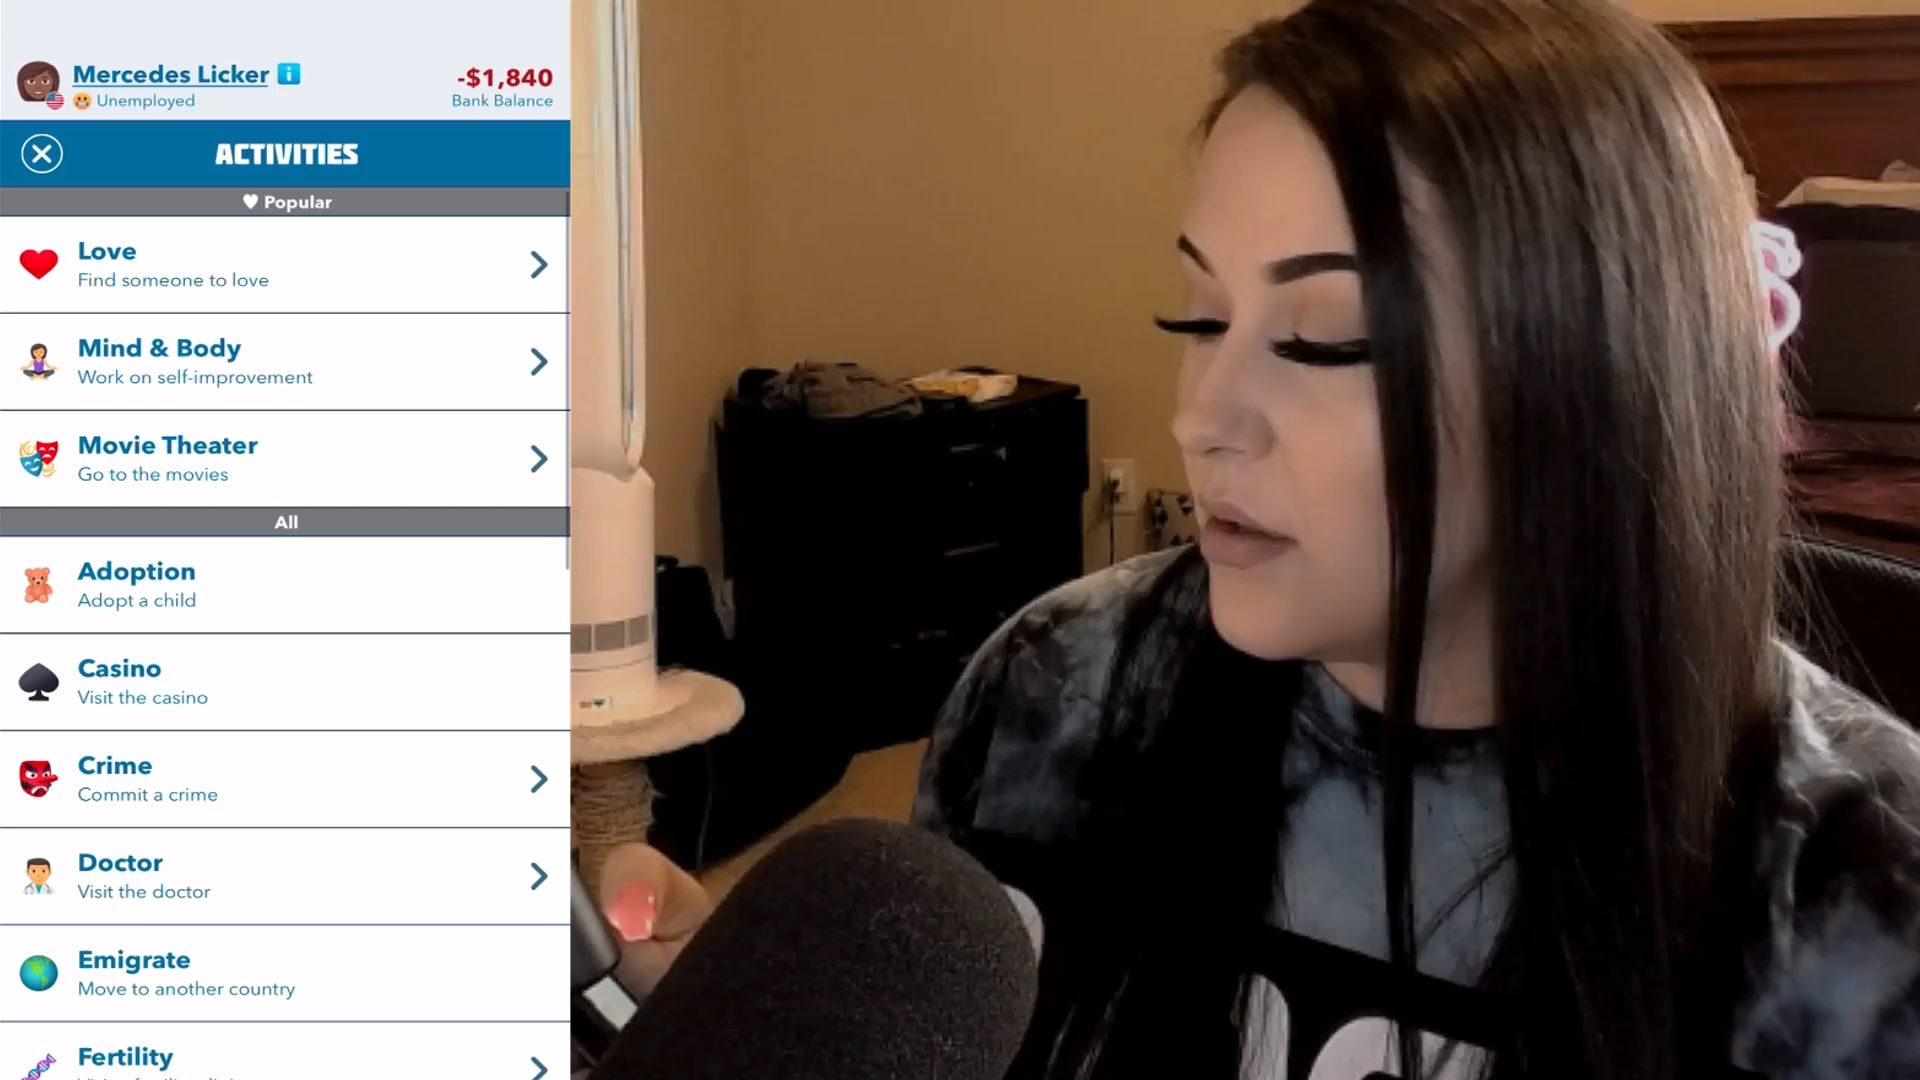 Mercedes Licker i
Unemployed
-$1,840
Bank Balance
ACTIVITIES
Popular
Love
Find someone to love
Mind & Body
Work on self-improvement
Movie Theater
Go to the movies
All
Adoption
Adopt a child
Casino
Visit the casino
Crime
Commit a crime
Doctor
Visit the doctor
Emigrate
Move to another country
Fertility